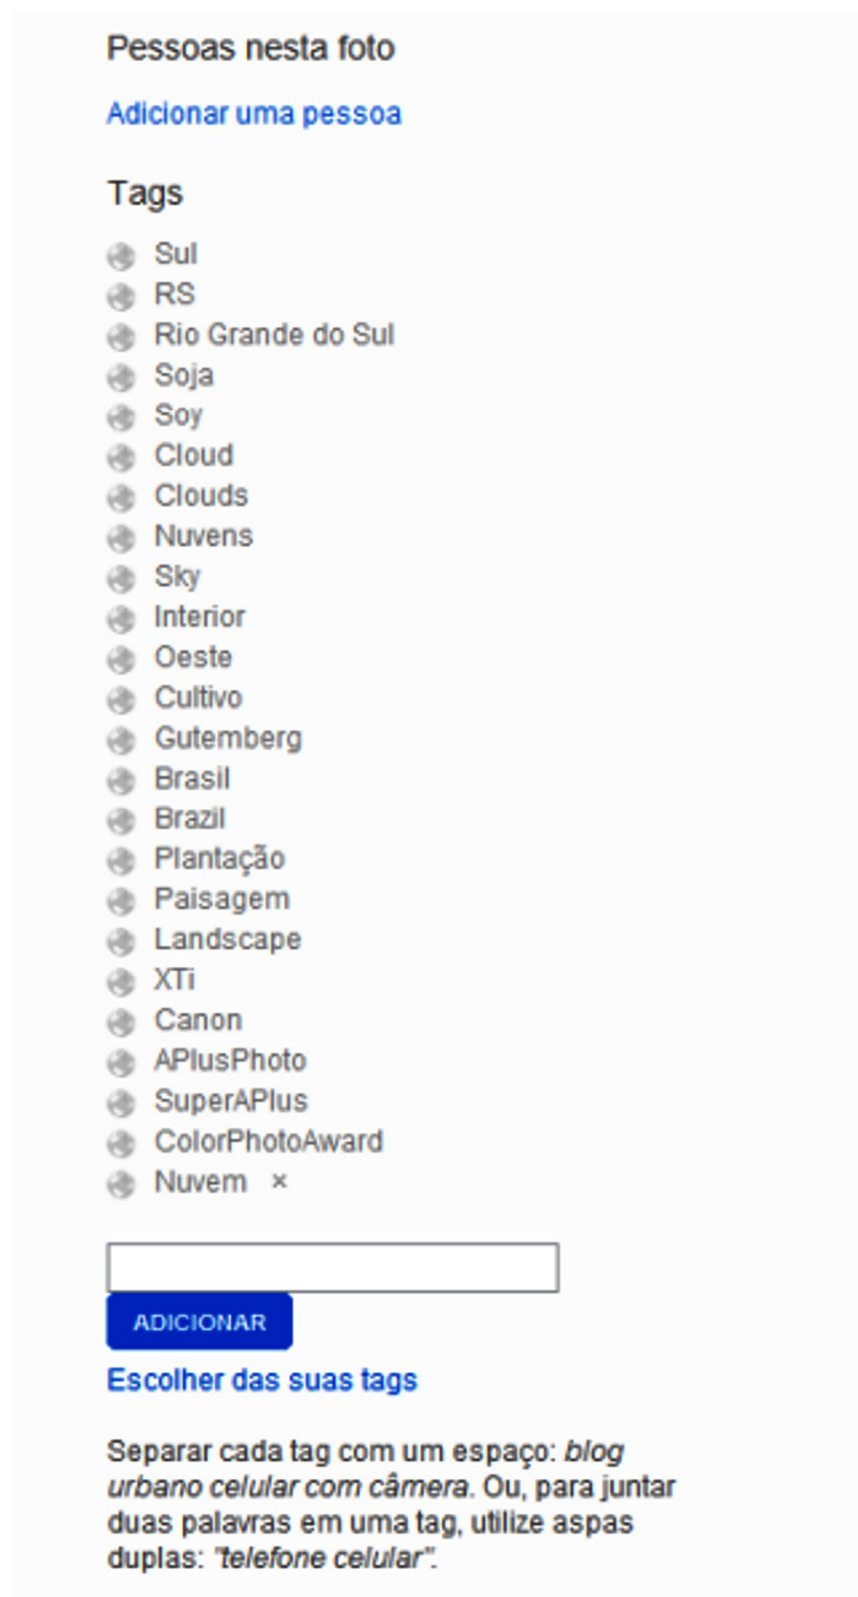 Pessoas nesta foto
Adicionar uma pessoa
Tags
Sul
RS
Rio Grande do Sul
Soja
Soy
Cloud
Clouds
Nuvens
Sky
Interior
Oeste
Cultivo
Gutemberg
Brasil
Brazil
Plantação
Paisagem
Landscape
XTi
Canon
APlusPhoto
SuperAPlus
ColorPhotoAward
Nuvem ×
ADICIONAR
Escolher das suas tags
Separar cada tag com um espaço: blog
urbano celular com câmera. Ou, para juntar
duas palavras em uma tag, utilize aspas
duplas: "telefone celular".